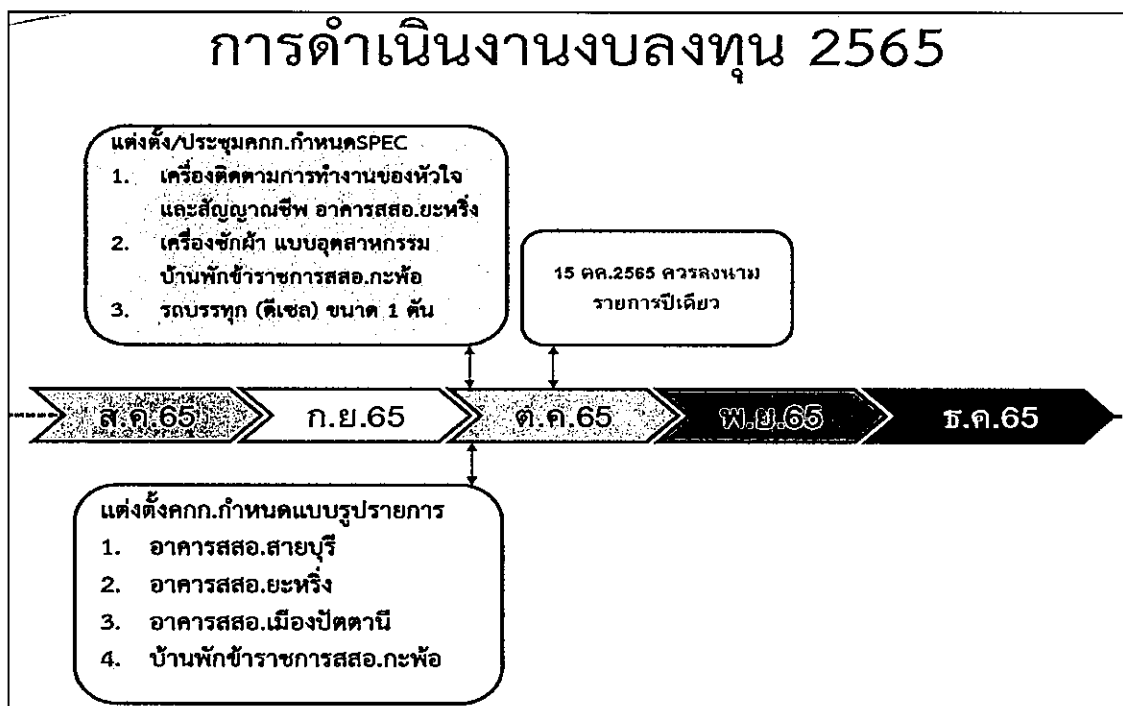 การดำเนินงานงบลงทุน 2565
แต่งตั้ง/ประชุมคกก.กำหนดSPEC
1. เครื่องติดตามการทำงานของหัวใจ
และสัญญาณชีพ อาคารสสอ.ยะหริ่ง
2. เครื่องซักผ้า แบบอุตสาหกรรม
บ้านพักข้าราชการสสอ.กะพ้อ
3. รถบรรทุก (ดีเซล) ขนาด 1 ตัน
15 ตค.2565 ควรลงนาม
รายการปีเดียว
ส.ค.65 ก.ย.65 ต.ค.65 พ.ย.65 ธ.ค.65
แต่งตั้งคกก.กำหนดแบบรูปรายการ
1. อาคารสสอ.สายบุรี
2. อาคารสสอ.ยะหริ่ง
3. อาคารสสอ.เมืองปัตตานี
4. บ้านพักข้าราชการสสอ.กะพ้อ